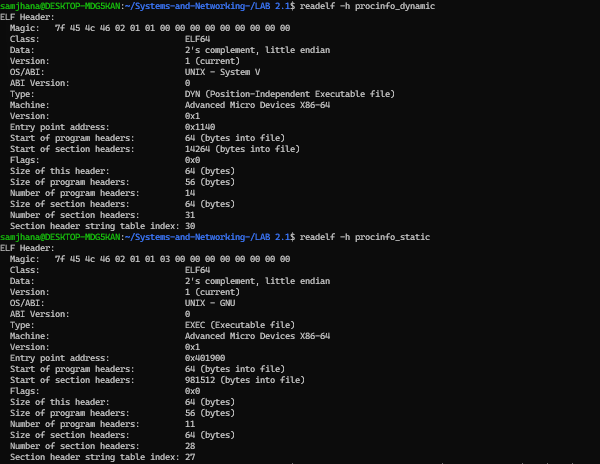 samjhana@DESKTOP-MDG5KAN:~/Systems-and-Networking-/LAB 2.1$ readelf -h procinfo_dynamic
ELF Header:
  Magic:   7f 45 4c 46 02 01 01 00 00 00 00 00 00 00 00 00
  Class:                             ELF64
  Data:                              2's complement, little endian
  Version:                           1 (current)
  OS/ABI:                            UNIX - System V
  ABI Version:                       0
  Type:                              DYN (Position-Independent Executable file)
  Machine:                           Advanced Micro Devices X86-64
  Version:                           0x1
  Entry point address:               0x1140
  Start of program headers:          64 (bytes into file)
  Start of section headers:          14264 (bytes into file)
  Flags:                             0x0
  Size of this header:               64 (bytes)
  Size of program headers:           56 (bytes)
  Number of program headers:         14
  Size of section headers:           64 (bytes)
  Number of section headers:         31
  Section header string table index: 30
samjhana@DESKTOP-MDG5KAN:~/Systems-and-Networking-/LAB 2.1$ readelf -h procinfo_static
ELF Header:
  Magic:   7f 45 4c 46 02 01 01 03 00 00 00 00 00 00 00 00
  Class:                             ELF64
  Data:                              2's complement, little endian
  Version:                           1 (current)
  OS/ABI:                            UNIX - GNU
  ABI Version:                       0
  Type:                              EXEC (Executable file)
  Machine:                           Advanced Micro Devices X86-64
  Version:                           0x1
  Entry point address:               0x401900
  Start of program headers:          64 (bytes into file)
  Start of section headers:          981512 (bytes into file)
  Flags:                             0x0
  Size of this header:               64 (bytes)
  Size of program headers:           56 (bytes)
  Number of program headers:         11
  Size of section headers:           64 (bytes)
  Number of section headers:         28
  Section header string table index: 27